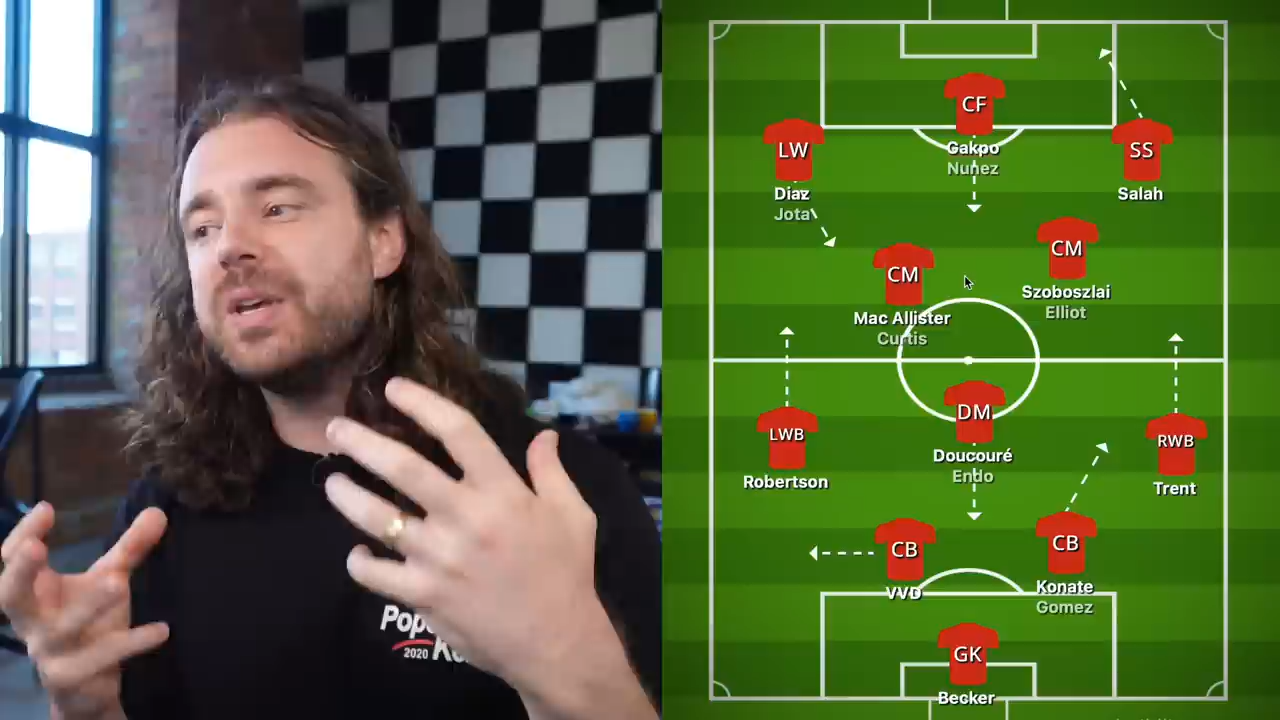 CF
Gakpo
Nunez
LW
Diaz
Jota
SS
Salah
CM
Mac Allister
Curtis
CM
Szoboszlai
Elliot
LWB
Robertson
DM
Doucouré
Endo
RWB
Trent
CB
VVD
CB
Konate
Gomez
GK
Becker
2020